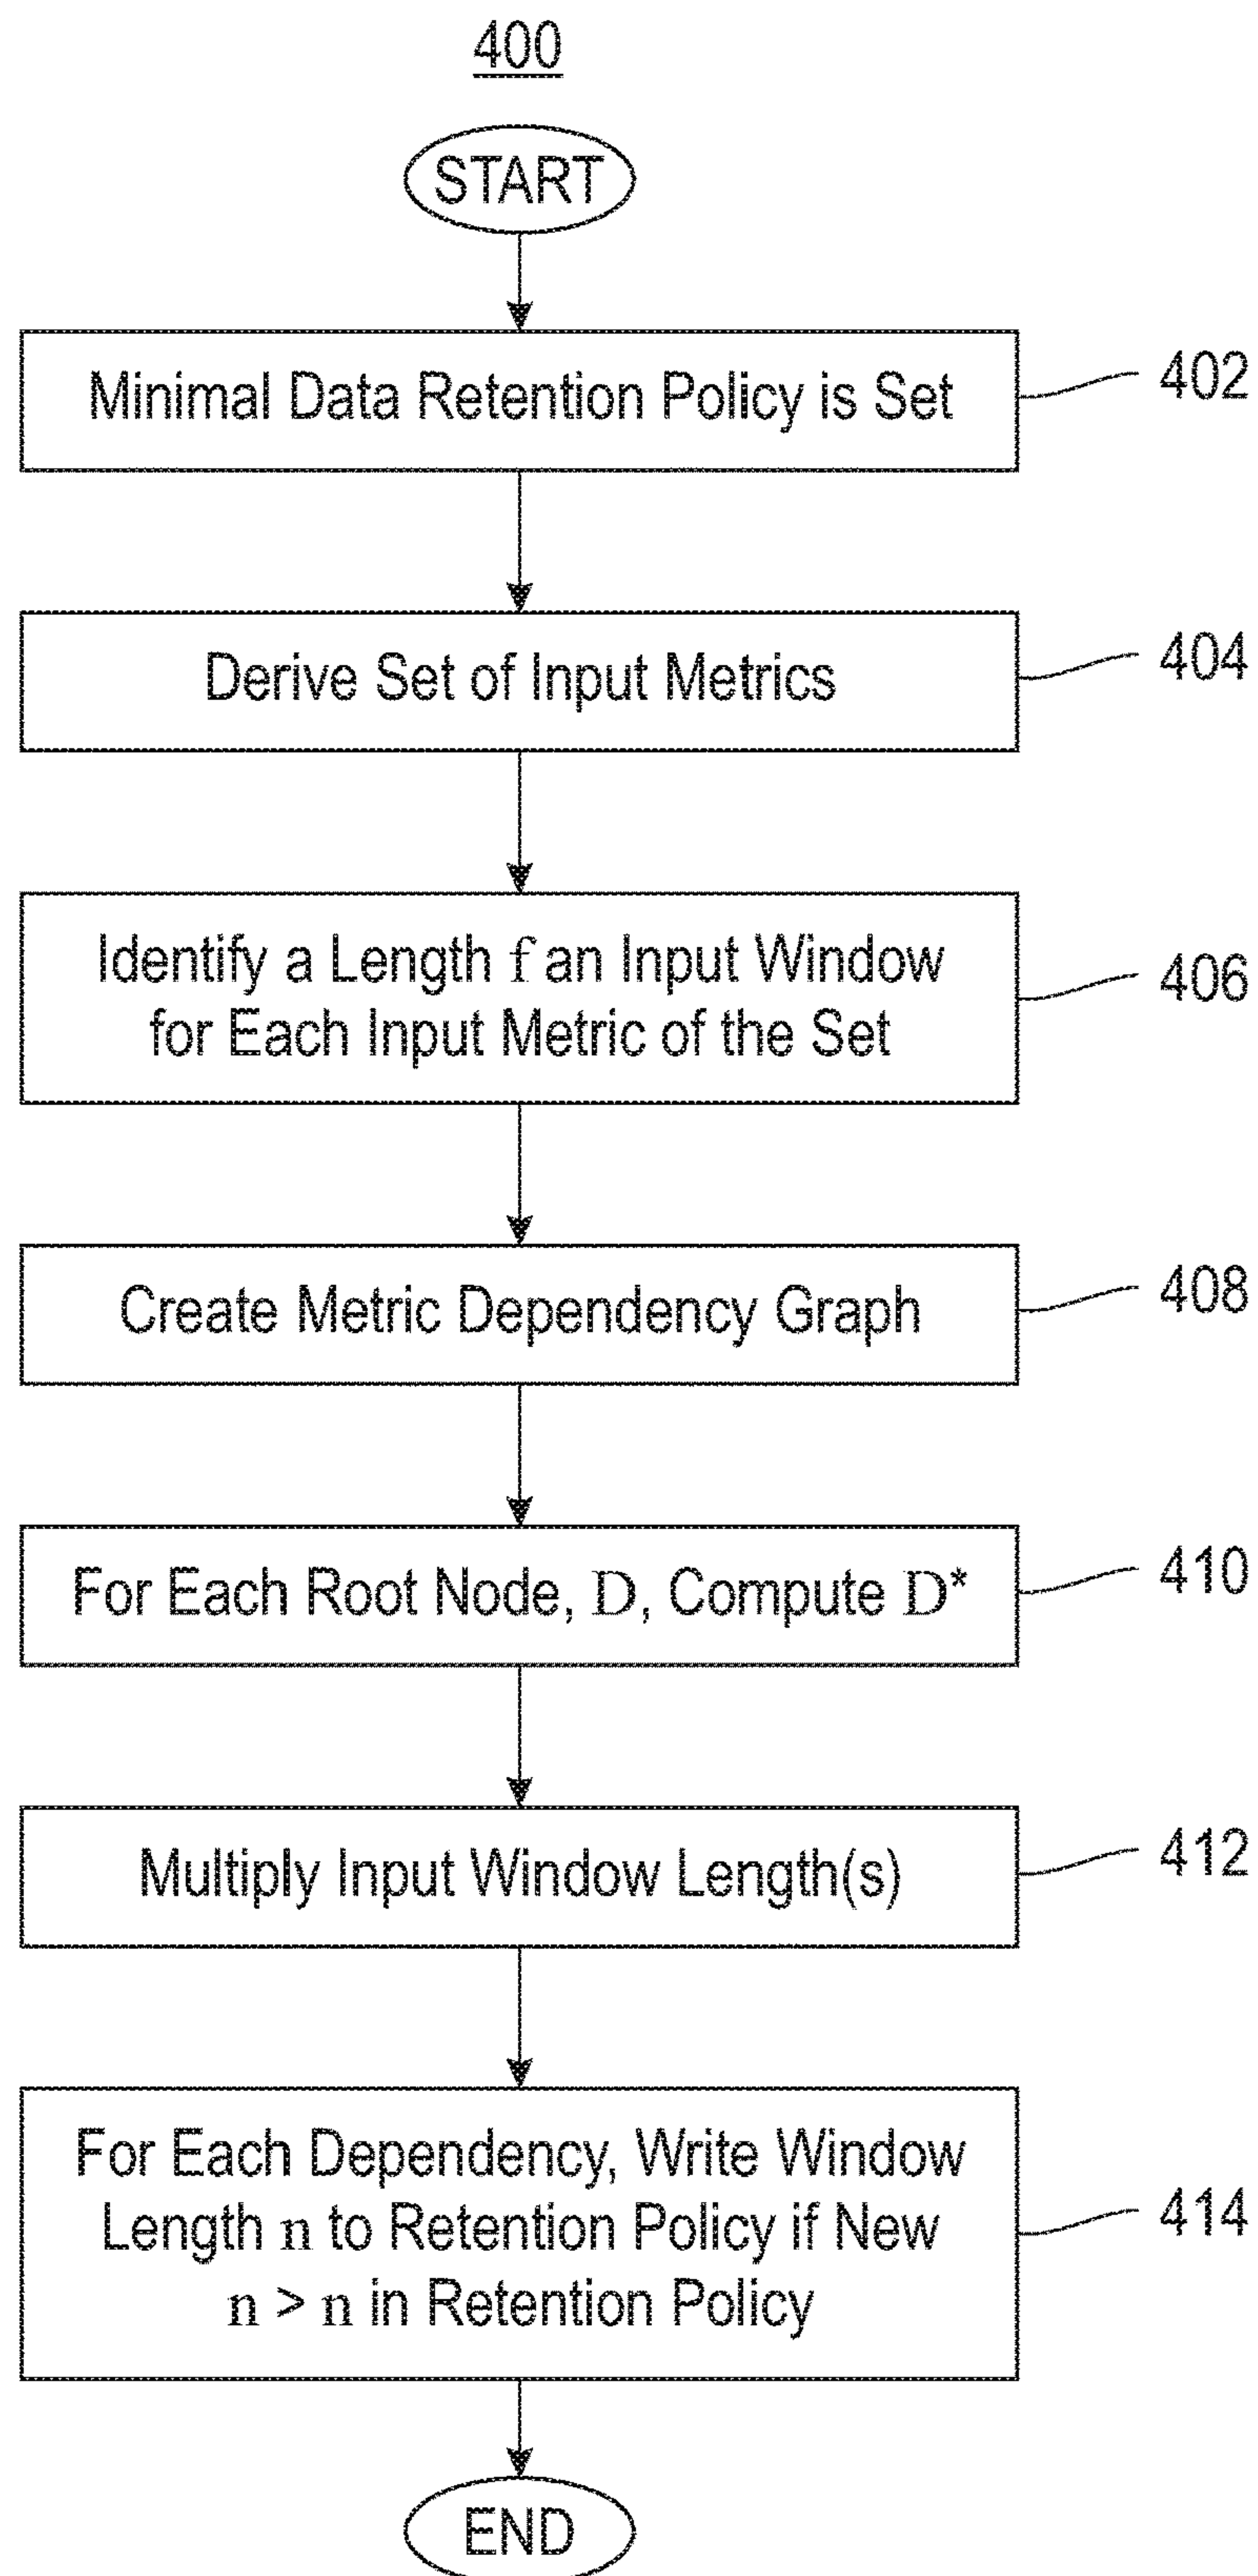 400
START
Minimal Data Retention Policy is Set
402
Derive Set of Input Metrics
404
Identify a Length f an Input Window
for Each Input Metric of the Set
406
Create Metric Dependency Graph
408
For Each Root Node, D, Compute D*
410
Multiply Input Window Length(s)
412
For Each Dependency, Write Window
Length n to Retention Policy if New
n > n in Retention Policy
414
END